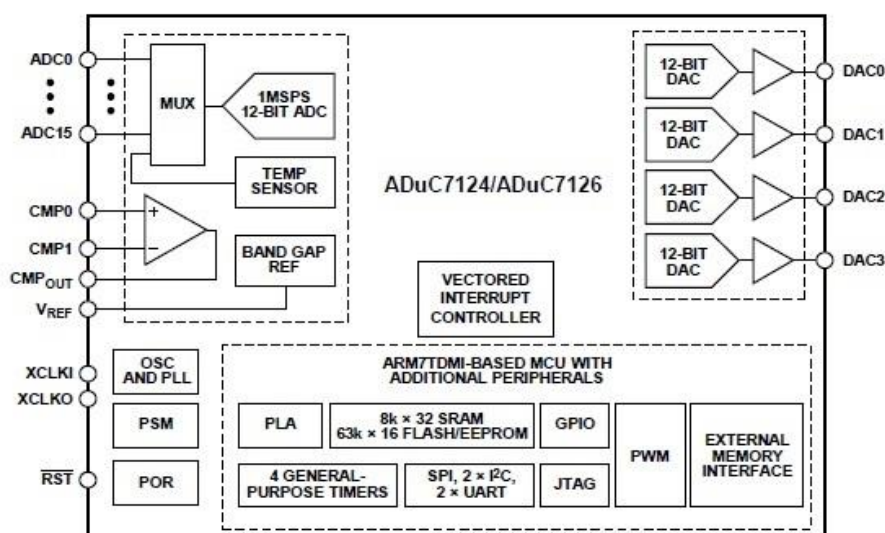 ADC0
ADC15
MUX
1MSPS
12-BIT ADC
TEMP
SENSOR
CMP0
CMP1
CMPOUT
VREF
+
−
BAND GAP
REF
ADuC7124/ADuC7126
12-BIT
DAC
DAC0
12-BIT
DAC
DAC1
12-BIT
DAC
DAC2
12-BIT
DAC
DAC3
VECTORED
INTERRUPT
CONTROLLER
XCLKI
XCLKO
RST
OSC
AND PLL
PSM
POR
ARM7TDMI-BASED MCU WITH
ADDITIONAL PERIPHERALS
PLA
8k × 32 SRAM
63k × 16 FLASH/EEPROM
GPIO
4 GENERAL-
PURPOSE TIMERS
SPI, 2 × I²C,
2 × UART
JTAG
PWM
EXTERNAL
MEMORY
INTERFACE